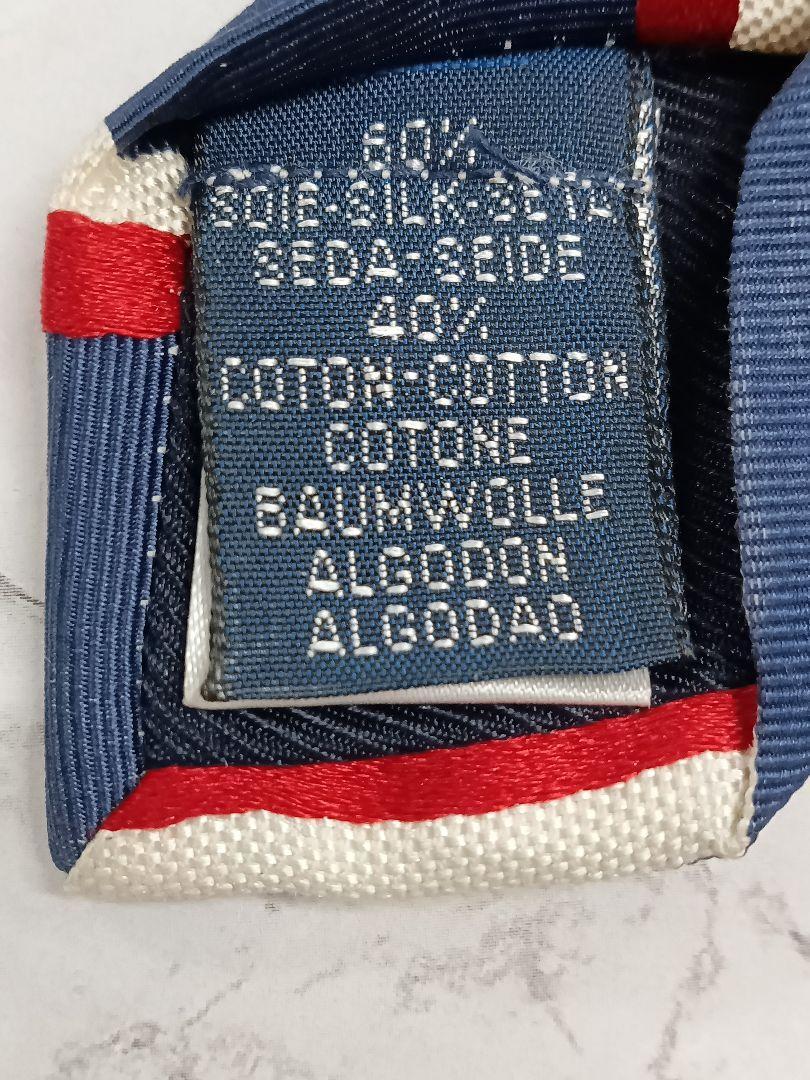 60%
SOIE-SILK-SETA
SEDA-SEIDE
40%
COTON-COTTON
COTONE
BAUMWOLLE
ALGODON
ALGODAO